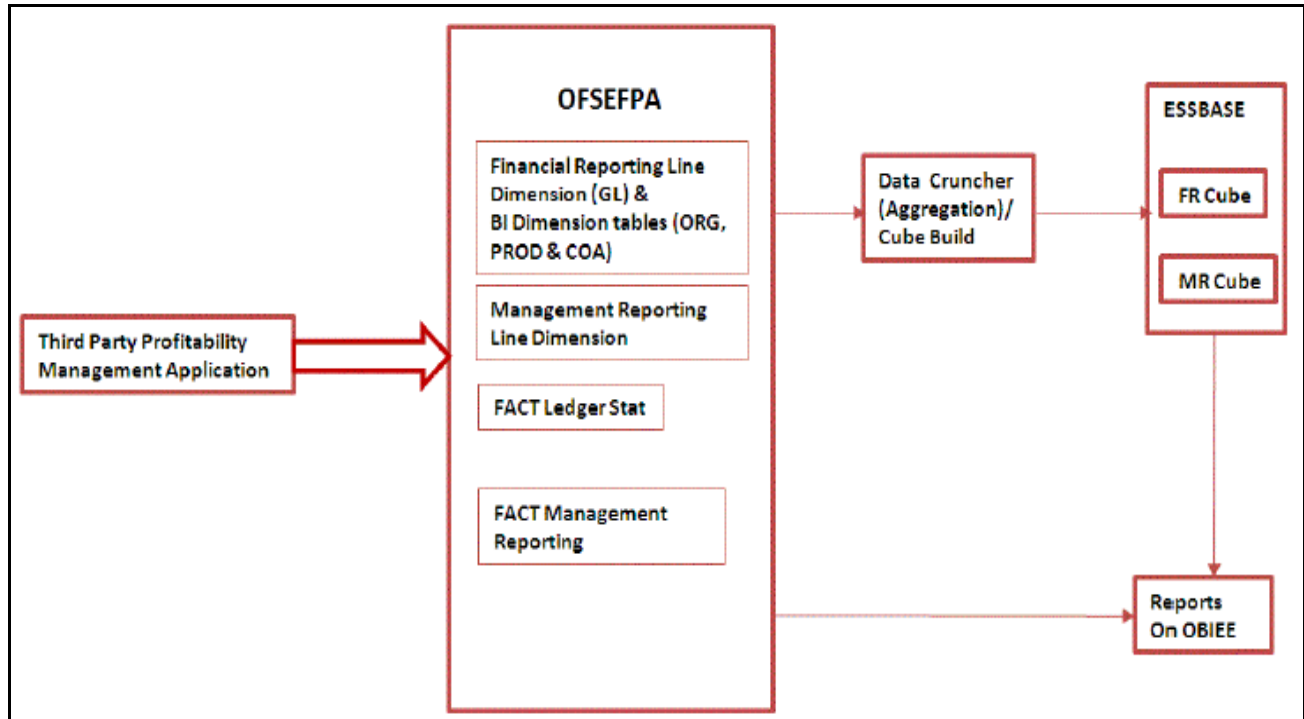 OFSEFPA
Financial Reporting Line
Dimension (GL) &
BI Dimension tables (ORG,
PROD & COA)
Management Reporting
Line Dimension
FACT Ledger Stat
FACT Management
Reporting
Third Party Profitability
Management Application
Data Cruncher
(Aggregation)/
Cube Build
ESSBASE
FR Cube
MR Cube
Reports
On OBIEE